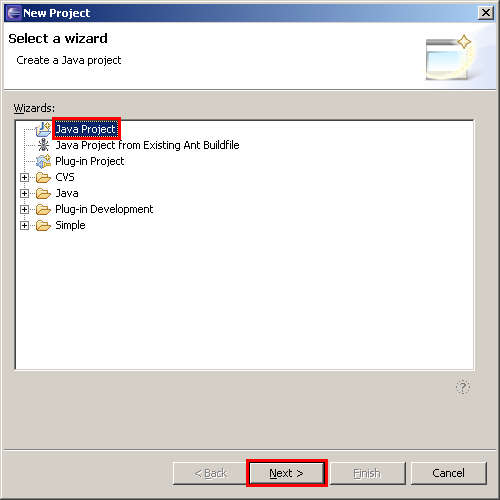 New Project
Select a wizard
Create a Java project
Wizards:
Java Project
Java Project from Existing Ant Buildfile
Plug-in Project
CVS
Java
Plug-in Development
Simple
< Back Next > Finish Cancel